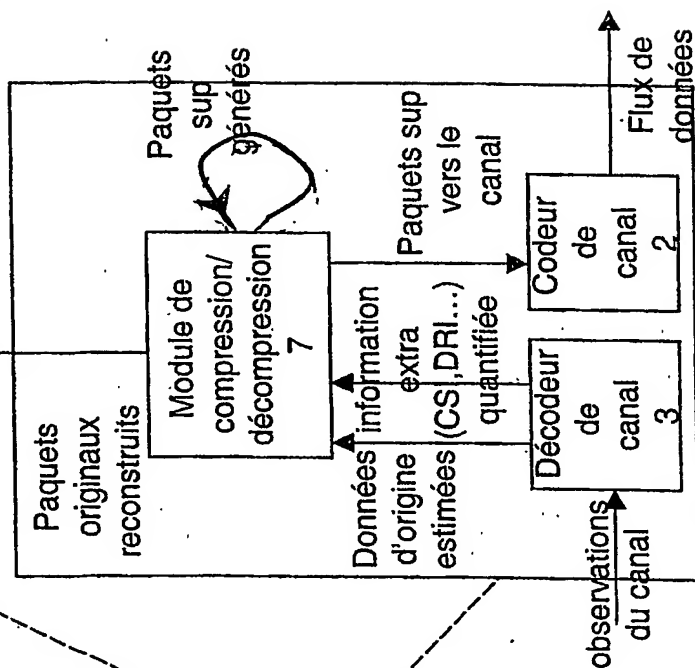 Paquets
originaux
reconstruits
Module de
compression/
décompression
7
Paquets
sup
générés
Données
d'origine
estimées
information
extra
(CSI,DRI...)
quantifiée
Paquets sup
vers le
canal
Décodeur
de
canal
3
Codeur
de
canal
2
observations
du canal
Flux de
données